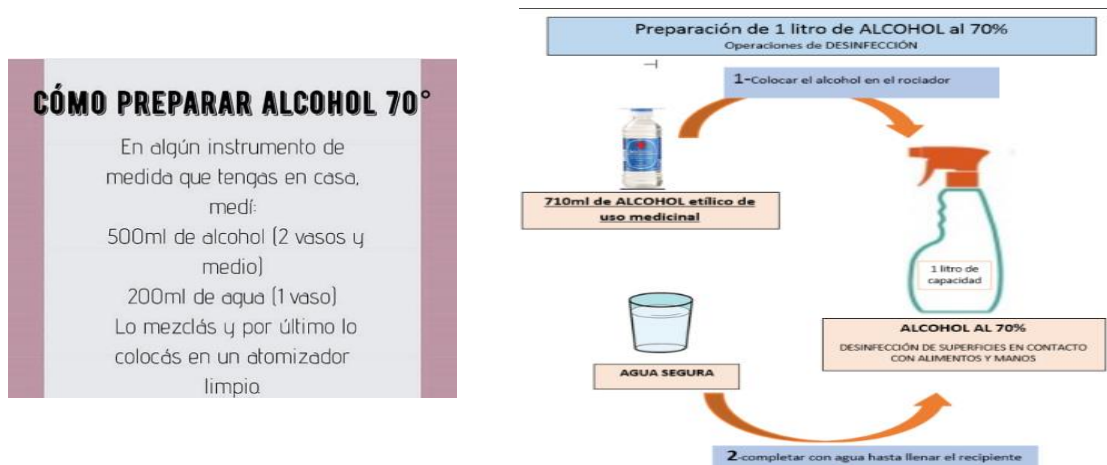 CÓMO PREPARAR ALCOHOL 70°
En algún instrumento de
medida que tengas en casa,
medí:
500ml de alcohol (2 vasos y
medio)
200ml de agua (1 vaso)
Lo mezclás y por último lo
colocás en un atomizador
limpio
Preparación de 1 litro de ALCOHOL al 70%
Operaciones de DESINFECCIÓN
1-Colocar el alcohol en el rociador
710ml de ALCOHOL etílico de
uso medicinal
1 litro de
capacidad
AGUA SEGURA
ALCOHOL AL 70%
DESINFECCIÓN DE SUPERFICIES EN CONTACTO
CON ALIMENTOS Y MANOS
2-completar con agua hasta llenar el recipiente